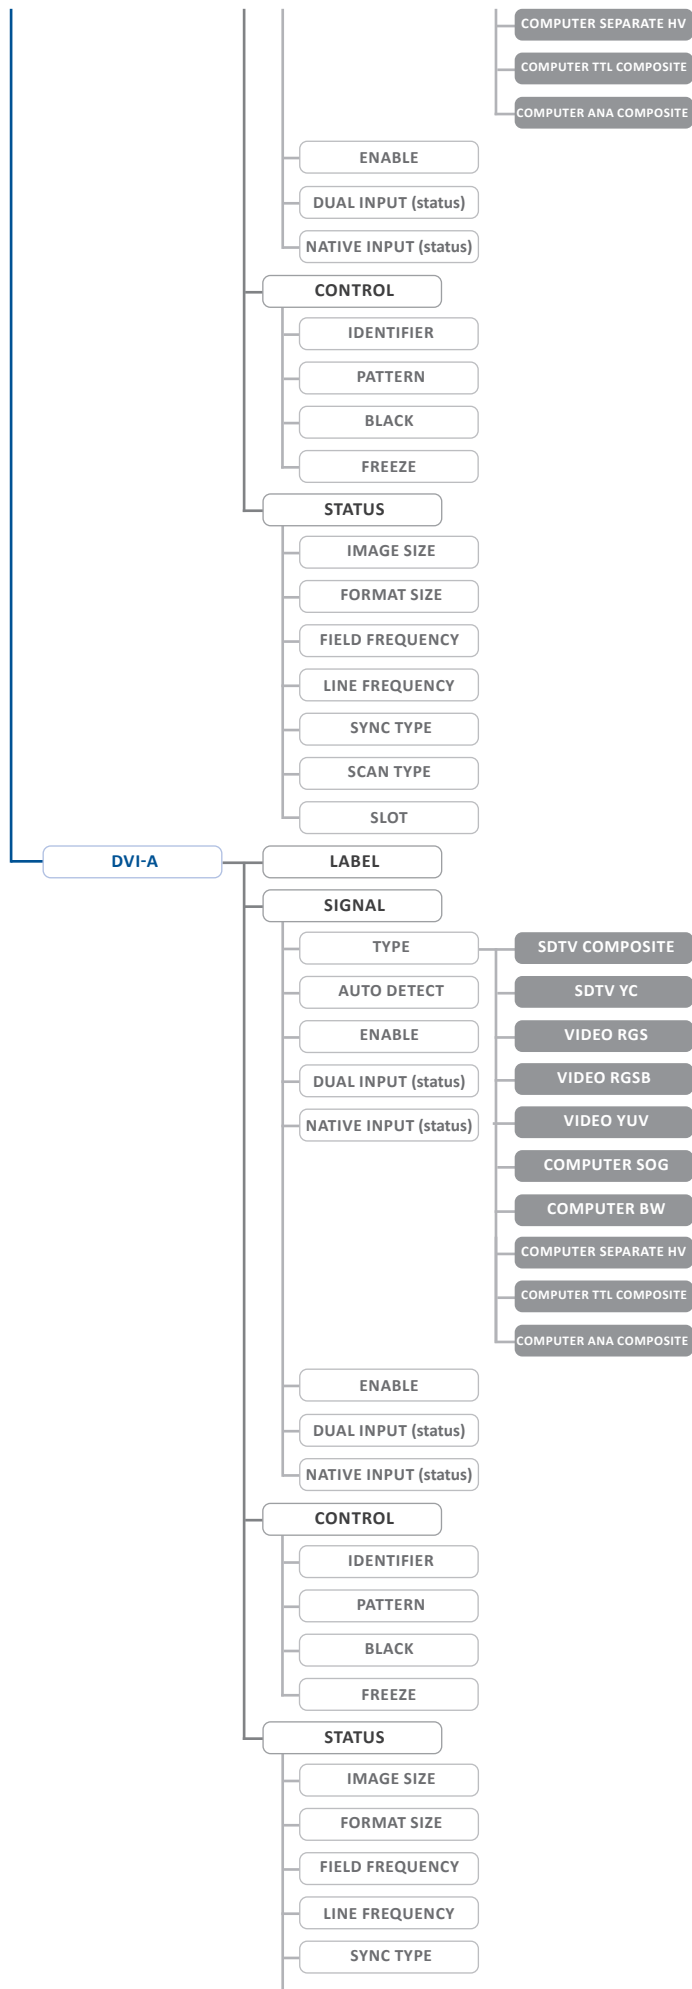 COMPUTER SEPARATE HV
COMPUTER TTL COMPOSITE
COMPUTER ANA COMPOSITE
ENABLE
DUAL INPUT (status)
NATIVE INPUT (status)
CONTROL
IDENTIFIER
PATTERN
BLACK
FREEZE
STATUS
IMAGE SIZE
FORMAT SIZE
FIELD FREQUENCY
LINE FREQUENCY
SYNC TYPE
SCAN TYPE
SLOT
DVI-A
LABEL
SIGNAL
TYPE
SDTV COMPOSITE
AUTO DETECT
SDTV YC
ENABLE
VIDEO RGS
DUAL INPUT (status)
VIDEO RGSB
NATIVE INPUT (status)
VIDEO YUV
COMPUTER SOG
COMPUTER BW
COMPUTER SEPARATE HV
COMPUTER TTL COMPOSITE
COMPUTER ANA COMPOSITE
ENABLE
DUAL INPUT (status)
NATIVE INPUT (status)
CONTROL
IDENTIFIER
PATTERN
BLACK
FREEZE
STATUS
IMAGE SIZE
FORMAT SIZE
FIELD FREQUENCY
LINE FREQUENCY
SYNC TYPE